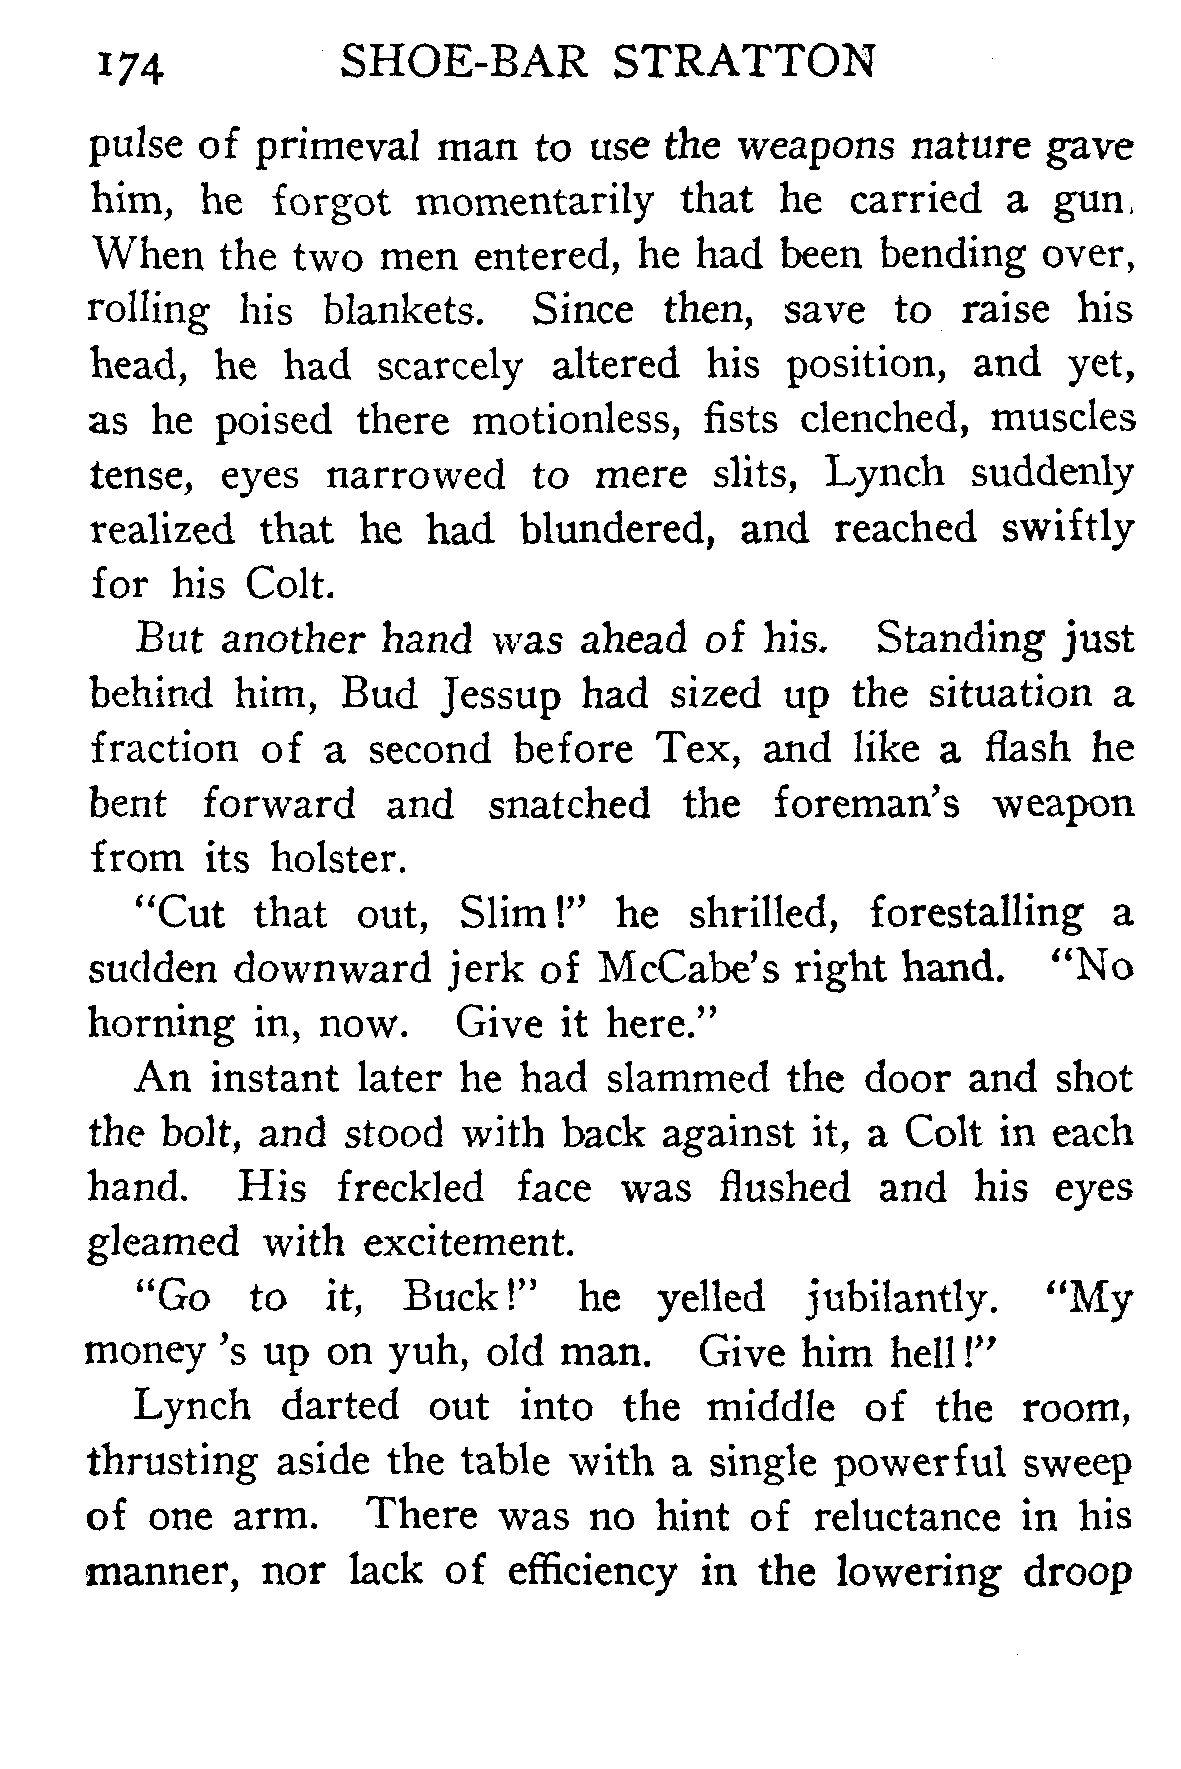 174 SHOE-BAR STRATTON
pulse of primeval man to use the weapons nature gave
him, he forgot momentarily that he carried a gun.
When the two men entered, he had been bending over,
rolling his blankets. Since then, save to raise his
head, he had scarcely altered his position, and yet,
as he poised there motionless, fists clenched, muscles
tense, eyes narrowed to mere slits, Lynch suddenly
realized that he had blundered, and reached swiftly
for his Colt.
But another hand was ahead of his. Standing just
behind him, Bud Jessup had sized up the situation a
fraction of a second before Tex, and like a flash he
bent forward and snatched the foreman's weapon
from its holster.
"Cut that out, Slim!" he shrilled, forestalling a
sudden downward jerk of McCabe's right hand. "No
horning in, now. Give it here."
An instant later he had slammed the door and shot
the bolt, and stood with back against it, a Colt in each
hand. His freckled face was flushed and his eyes
gleamed with excitement.
"Go to it, Buck!" he yelled jubilantly. "My
money 's up on yuh, old man. Give him hell!"
Lynch darted out into the middle of the room,
thrusting aside the table with a single powerful sweep
of one arm. There was no hint of reluctance in his
manner, nor lack of efficiency in the lowering droop